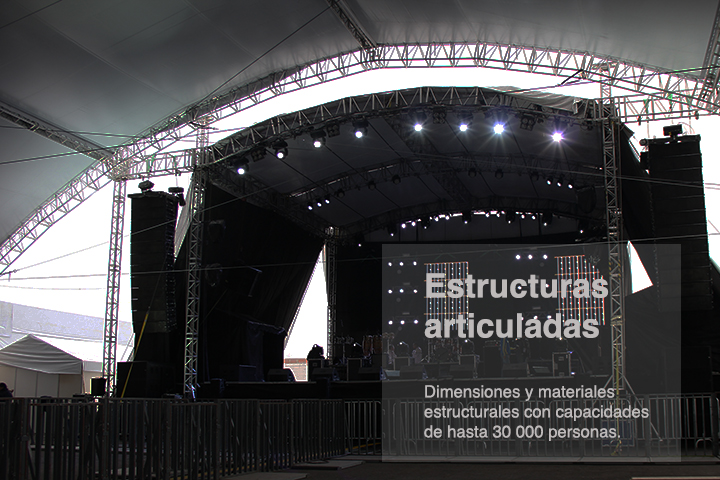 Estructuras
articuladas
Dimensiones y materiales
estructurales con capacidades
de hasta 30 000 personas.